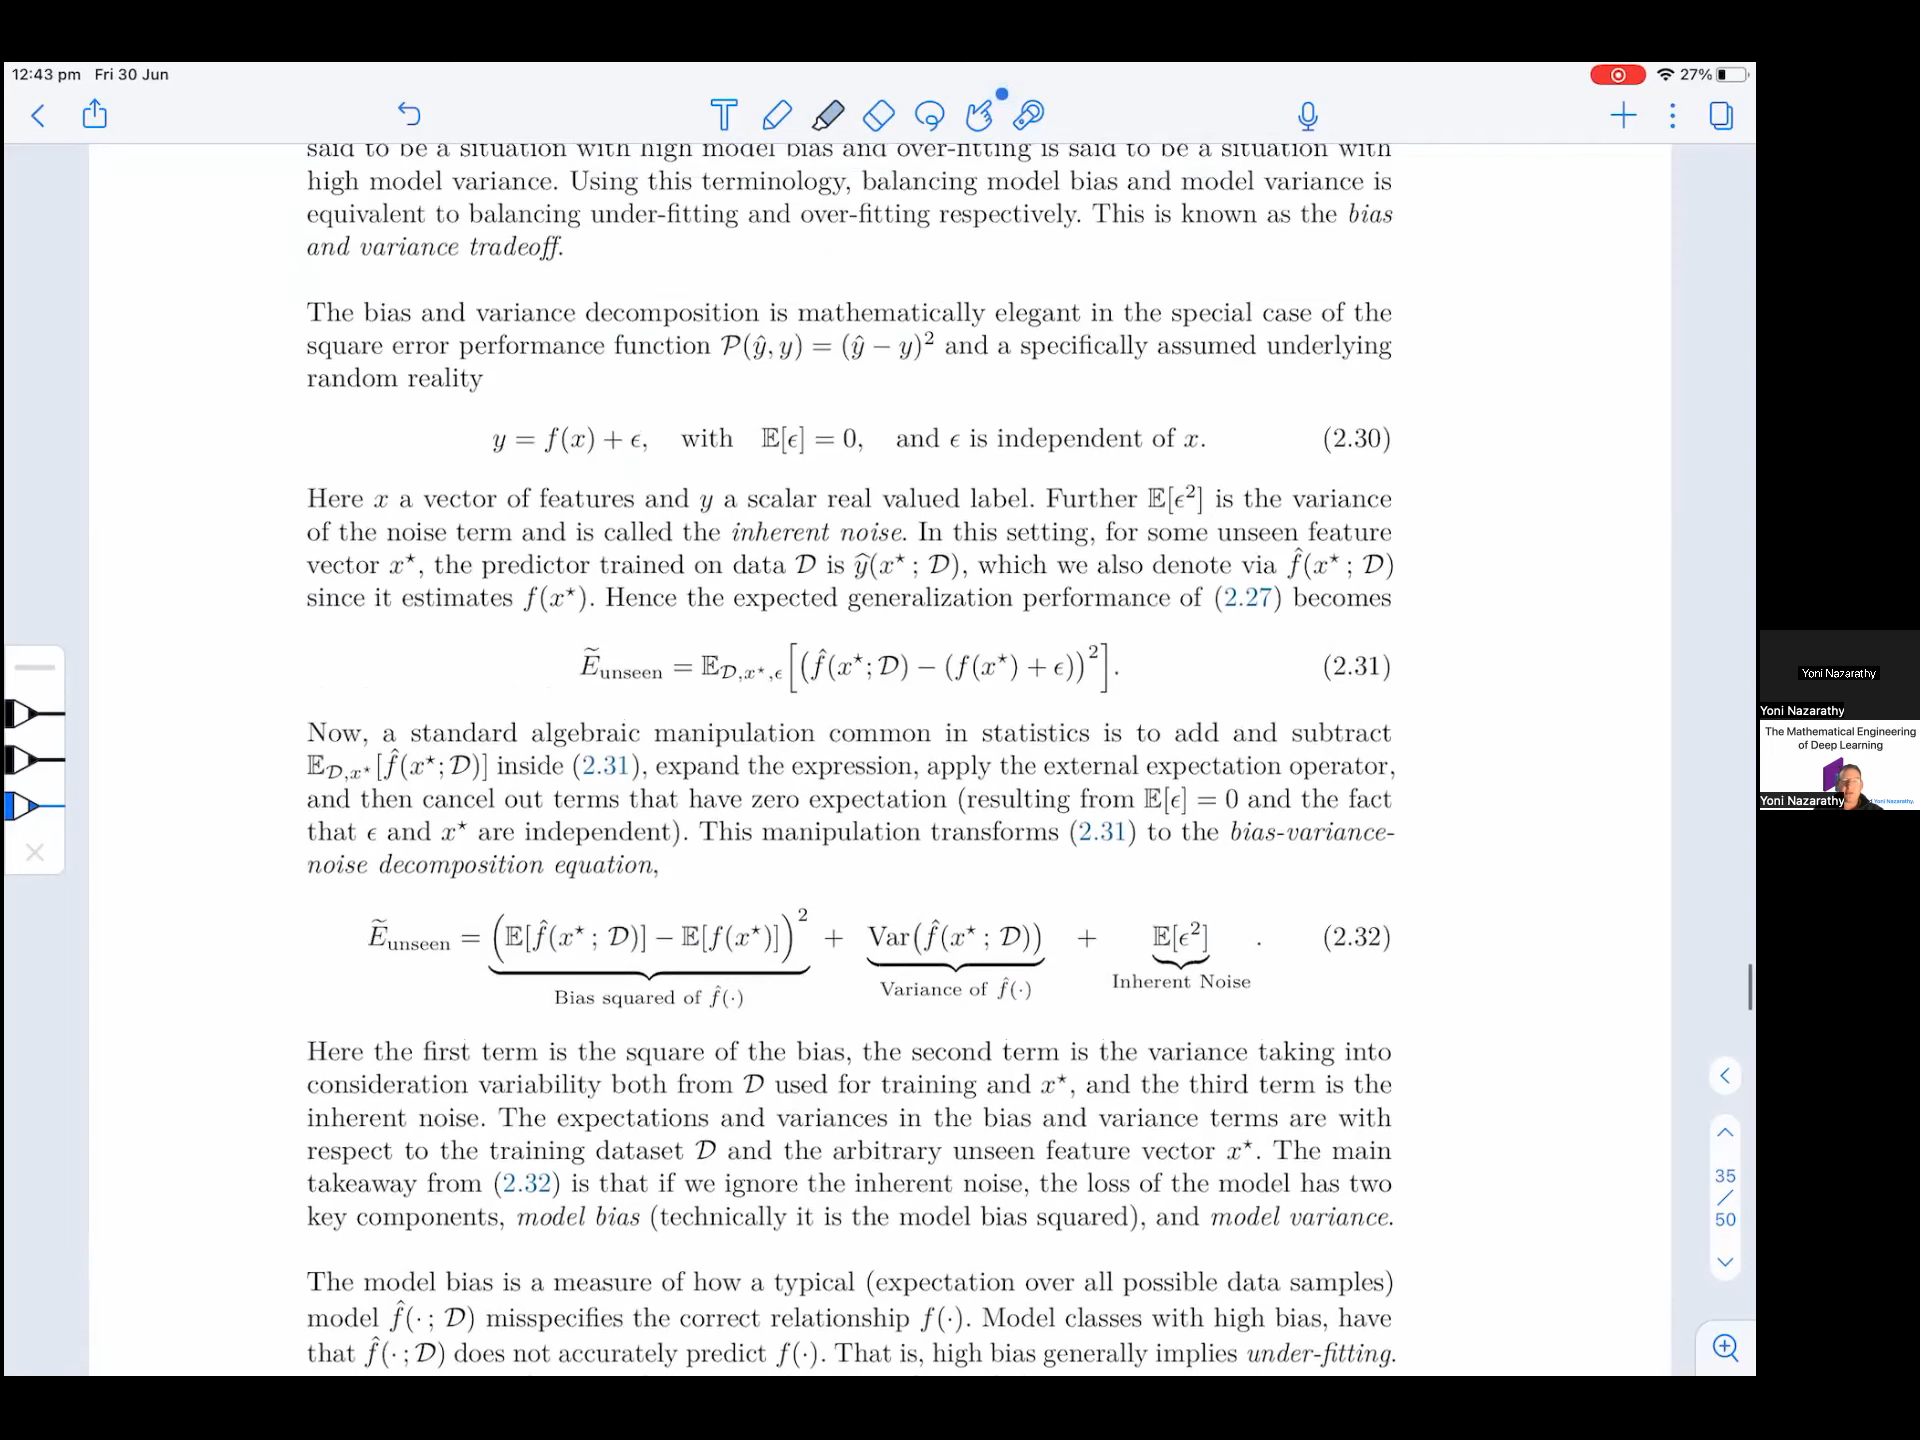 12:43 pm Fri 30 Jun
27%
said to be a situation with high model bias and over-fitting is said to be a situation with
high model variance. Using this terminology, balancing model bias and model variance is
equivalent to balancing under-fitting and over-fitting respectively. This is known as the bias
and variance tradeoff.
The bias and variance decomposition is mathematically elegant in the special case of the
square error performance function 𝒫(ŷ, y) = (ŷ − y)² and a specifically assumed underlying
random reality
y = f(x) + ϵ, with 𝔼[ϵ] = 0, and ϵ is independent of x. (2.30)
Here x a vector of features and y a scalar real valued label. Further 𝔼[ϵ²] is the variance
of the noise term and is called the inherent noise. In this setting, for some unseen feature
vector x⋆, the predictor trained on data 𝒟 is ŷ(x⋆ ; 𝒟), which we also denote via f̂(x⋆ ; 𝒟)
since it estimates f(x⋆). Hence the expected generalization performance of (2.27) becomes
Ẽunseen = 𝔼𝒟,x⋆,ϵ[(f̂(x⋆; 𝒟) − (f(x⋆) + ϵ))²]. (2.31)
Now, a standard algebraic manipulation common in statistics is to add and subtract
𝔼𝒟,x⋆[f̂(x⋆; 𝒟)] inside (2.31), expand the expression, apply the external expectation operator,
and then cancel out terms that have zero expectation (resulting from 𝔼[ϵ] = 0 and the fact
that ϵ and x⋆ are independent). This manipulation transforms (2.31) to the bias-variance-
noise decomposition equation,
Ẽunseen = (𝔼[f̂(x⋆ ; 𝒟)] − 𝔼[f(x⋆)])² + Var(f̂(x⋆ ; 𝒟)) + 𝔼[ϵ²] . (2.32)
Bias squared of f̂(·) Variance of f̂(·) Inherent Noise
Here the first term is the square of the bias, the second term is the variance taking into
consideration variability both from 𝒟 used for training and x⋆, and the third term is the
inherent noise. The expectations and variances in the bias and variance terms are with
respect to the training dataset 𝒟 and the arbitrary unseen feature vector x⋆. The main
takeaway from (2.32) is that if we ignore the inherent noise, the loss of the model has two
key components, model bias (technically it is the model bias squared), and model variance.
The model bias is a measure of how a typical (expectation over all possible data samples)
model f̂(· ; 𝒟) misspecifies the correct relationship f(·). Model classes with high bias, have
that f̂(· ; 𝒟) does not accurately predict f(·). That is, high bias generally implies under-fitting.
35
/
50
Yoni Nazarathy
Yoni Nazarathy
The Mathematical Engineering
of Deep Learning
Yoni Nazarathy
Yoni Nazarathy.